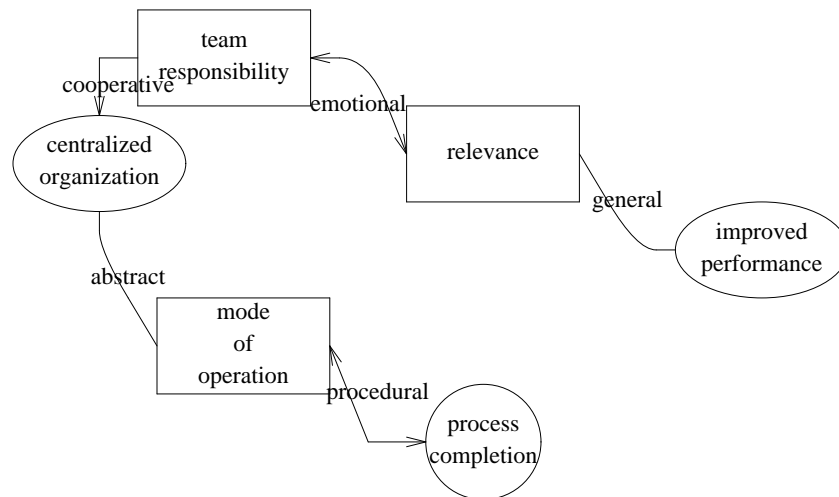 team
responsibility
cooperative
emotional
centralized
organization
relevance
general
improved
performance
abstract
mode
of
operation
procedural
process
completion